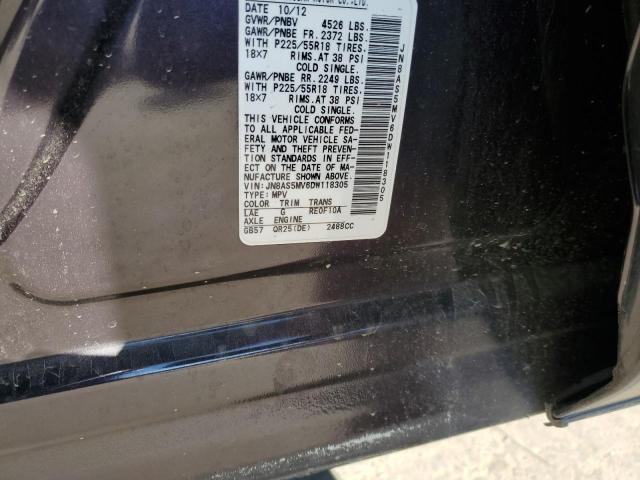 MOTOR CO.,LTD.
DATE 10/12
GVWR/PNBV 4526 LBS.
GAWR/PNBE FR. 2372 LBS.
WITH P225/55R18 TIRES.
18×7 RIMS.AT 38 PSI
COLD SINGLE.
GAWR/PNBE RR. 2249 LBS.
WITH P225/55R18 TIRES.
18×7 RIMS.AT 38 PSI
COLD SINGLE.
THIS VEHICLE CONFORMS
TO ALL APPLICABLE FED-
ERAL MOTOR VEHICLE SA-
FETY AND THEFT PREVEN-
TION STANDARDS IN EFF-
ECT ON THE DATE OF MA-
NUFACTURE SHOWN ABOVE.
VIN:JN8AS5MV6DW118305
TYPE: MPV
COLOR TRIM TRANS
LAE G RE0F10A
AXLE ENGINE
GB57 QR25(DE) 2488CC
JN8AS5MV6DW118305